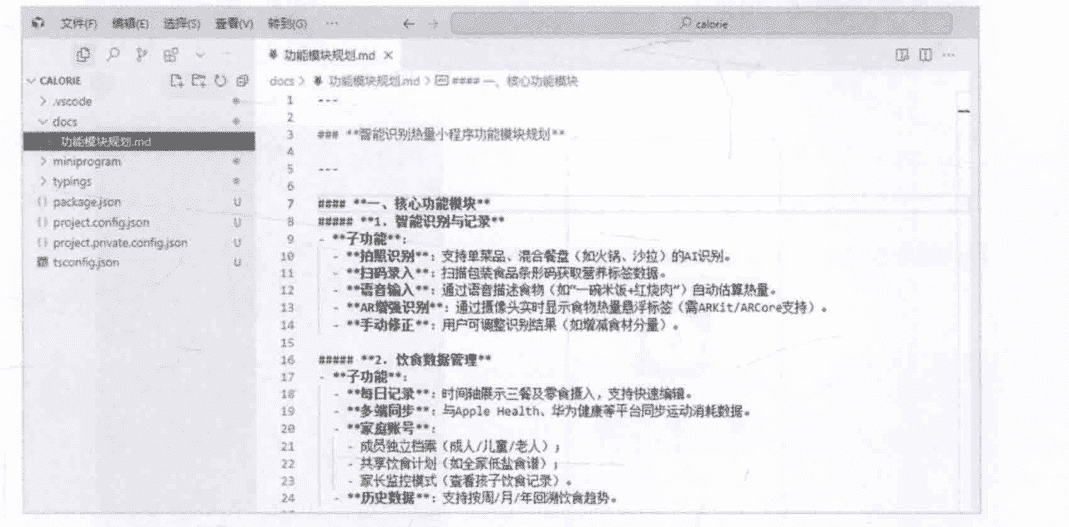 文件(F) 编辑(E) 选择(S) 查看(V) 转到(G) ··· ← → calorie
功能模块规划.md ×
CALORIE
.vscode
docs
功能模块规划.md
miniprogram
typings
package.json U
project.config.json U
project.private.config.json U
tsconfig.json U
docs > 功能模块规划.md > #### 一、核心功能模块
1 ---
2
3 ### **智能识别热量小程序功能模块规划**
4
5 ---
6
7 #### **一、核心功能模块**
8 ##### **1. 智能识别与记录**
9 - **子功能**:
10 - **拍照识别**: 支持单菜品、混合餐盘（如火锅、沙拉）的AI识别。
11 - **扫码录入**: 扫描包装食品条形码获取营养标签数据。
12 - **语音输入**: 通过语音描述食物（如“一碗米饭+红烧肉”）自动估算热量。
13 - **AR增强识别**: 通过摄像头实时显示食物热量悬浮标签（需ARKit/ARCore支持）。
14 - **手动修正**: 用户可调整识别结果（如增减食材分量）。
15
16 ##### **2. 饮食数据管理**
17 - **子功能**:
18 - **每日记录**: 时间轴展示三餐及零食摄入，支持快速编辑。
19 - **多端同步**: 与Apple Health、华为健康等平台同步运动消耗数据。
20 - **家庭账号**:
21 - 成员独立档案（成人/儿童/老人）；
22 - 共享饮食计划（如全家低盐食谱）；
23 - 家长监控模式（查看孩子饮食记录）。
24 - **历史数据**: 支持按周/月/年回溯饮食趋势。